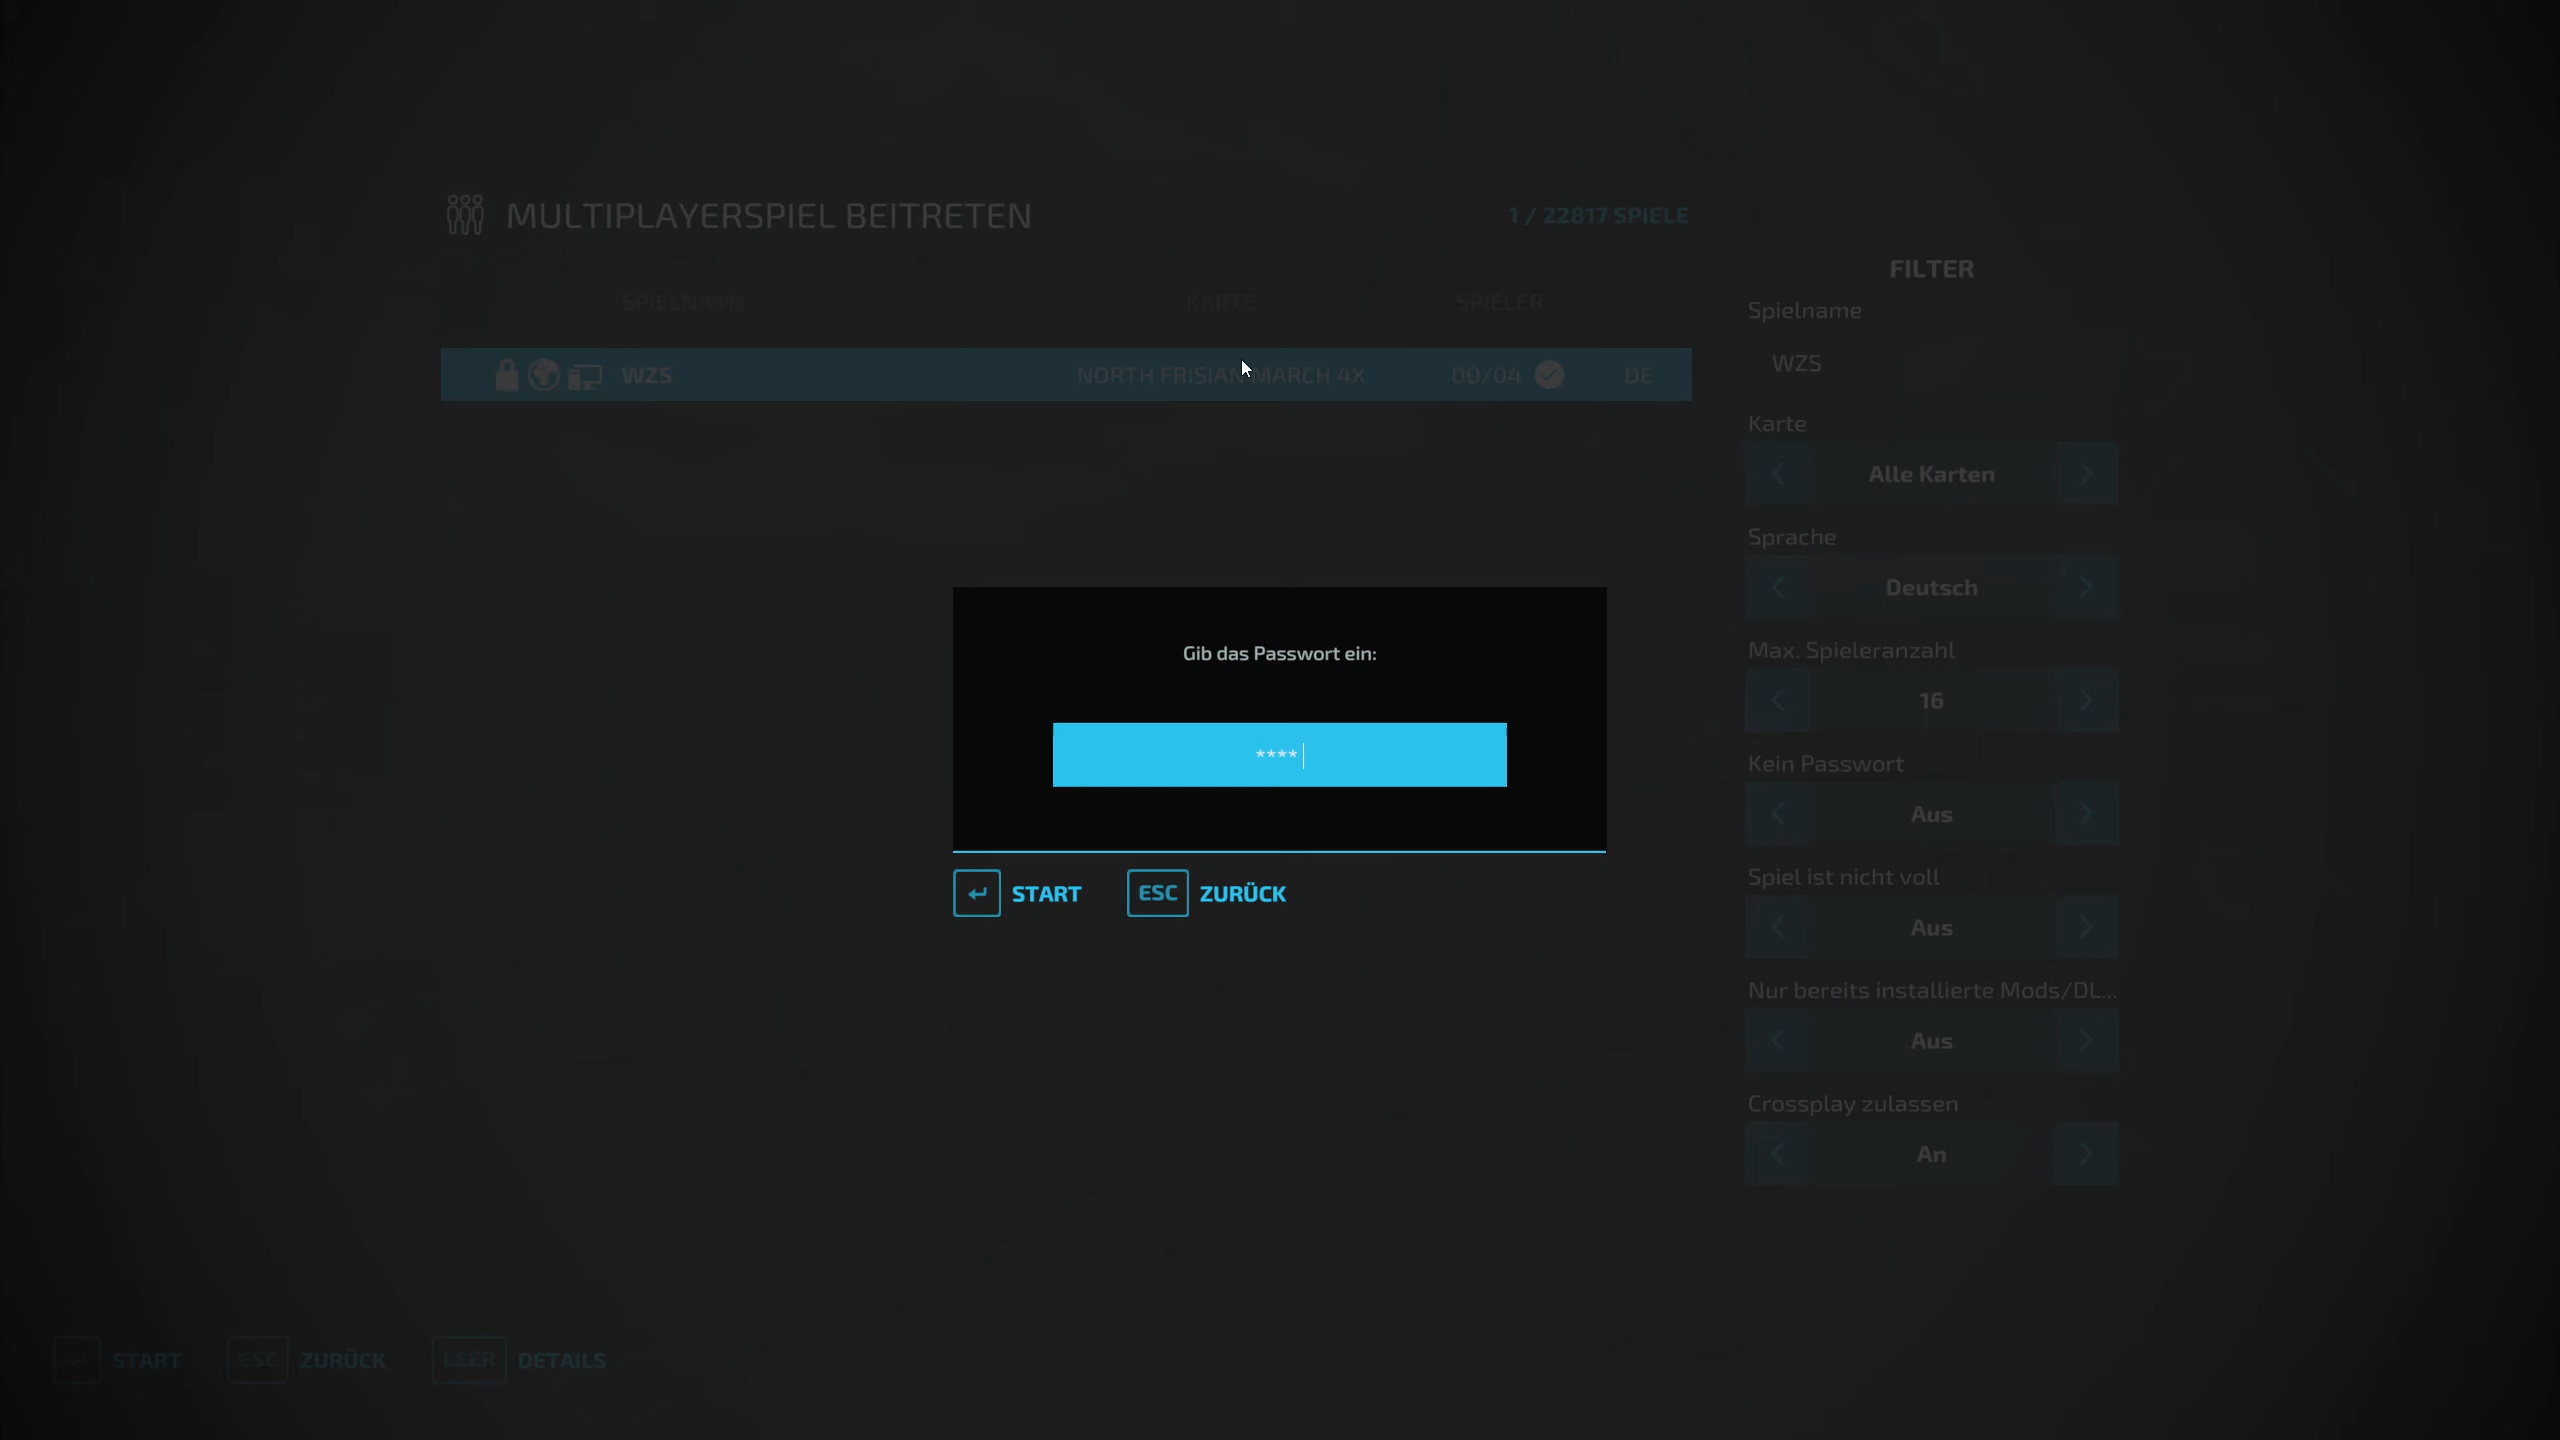 MULTIPLAYERSPIEL BEITRETEN
1 / 22817 SPIELE
SPIELNAME KARTE SPIELER
WZS NORTH FRISIAN MARCH 4X 00/04 DE
FILTER
Spielname
WZS
Karte
Alle Karten
Sprache
Deutsch
Max. Spieleranzahl
16
Kein Passwort
Aus
Spiel ist nicht voll
Aus
Nur bereits installierte Mods/DL...
Aus
Crossplay zulassen
An
Gib das Passwort ein:
****
START ESC ZURÜCK
START ESC ZURÜCK LEER DETAILS